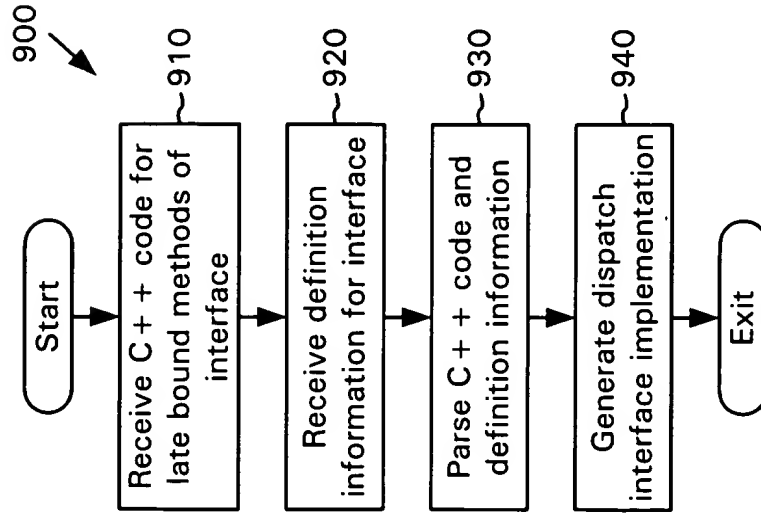 900
Start
Receive C++ code for
late bound methods of
interface
910
Receive definition
information for interface
920
Parse C++ code and
definition information
930
Generate dispatch
interface implementation
940
Exit